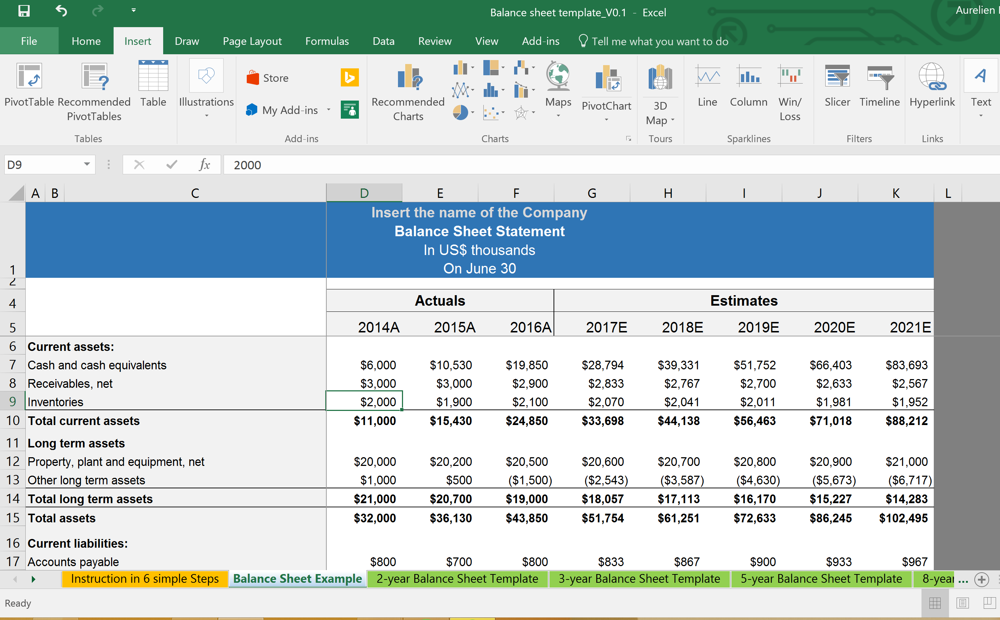 Balance sheet template_V0.1 - Excel
Aurelien
File Home Insert Draw Page Layout Formulas Data Review View Add-ins Tell me what you want to do
PivotTable Recommended PivotTables Table
Illustrations
Store
My Add-ins
Recommended Charts
Maps
PivotChart
3D Map
Line Column Win/ Loss
Slicer Timeline
Hyperlink
Text
Tables Add-ins Charts Tours Sparklines Filters Links
D9 fx 2000
A B C D E F G H I J K L
Insert the name of the Company
Balance Sheet Statement
In US$ thousands
1 On June 30
2
4 Actuals Estimates
5 2014A 2015A 2016A 2017E 2018E 2019E 2020E 2021E
6 Current assets:
7 Cash and cash equivalents $6,000 $10,530 $19,850 $28,794 $39,331 $51,752 $66,403 $83,693
8 Receivables, net $3,000 $3,000 $2,900 $2,833 $2,767 $2,700 $2,633 $2,567
9 Inventories $2,000 $1,900 $2,100 $2,070 $2,041 $2,011 $1,981 $1,952
10 Total current assets $11,000 $15,430 $24,850 $33,698 $44,138 $56,463 $71,018 $88,212
11 Long term assets
12 Property, plant and equipment, net $20,000 $20,200 $20,500 $20,600 $20,700 $20,800 $20,900 $21,000
13 Other long term assets $1,000 $500 ($1,500) ($2,543) ($3,587) ($4,630) ($5,673) ($6,717)
14 Total long term assets $21,000 $20,700 $19,000 $18,057 $17,113 $16,170 $15,227 $14,283
15 Total assets $32,000 $36,130 $43,850 $51,754 $61,251 $72,633 $86,245 $102,495
16 Current liabilities:
17 Accounts payable $800 $700 $800 $833 $867 $900 $933 $967
Instruction in 6 simple Steps Balance Sheet Example 2-year Balance Sheet Template 3-year Balance Sheet Template 5-year Balance Sheet Template 8-year ...
Ready